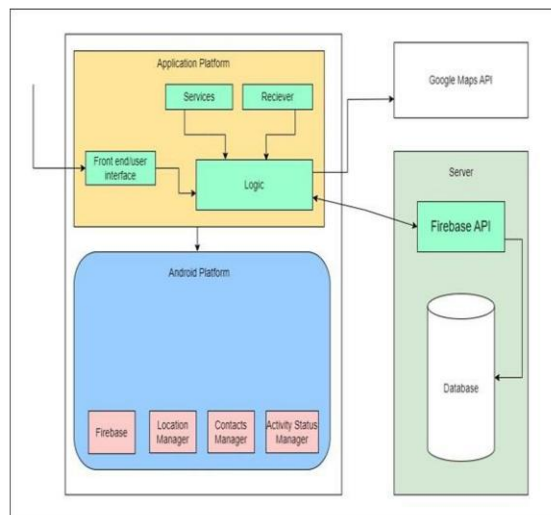 Application Platform
Services
Reciever
Front end/user
interface
Logic
Android Platform
Firebase
Location
Manager
Contacts
Manager
Activity Status
Manager
Google Maps API
Server
Firebase API
Database